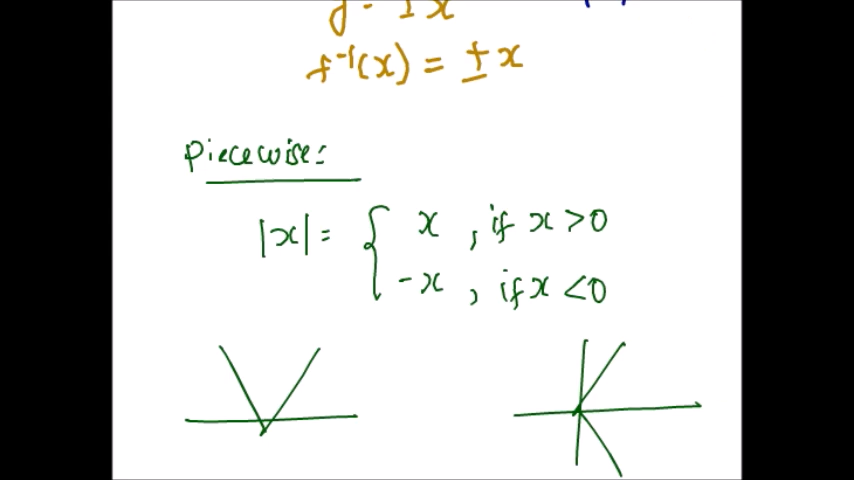 f⁻¹(x) = ± x
Piecewise:
|x| = { x , if x > 0
-x , if x < 0